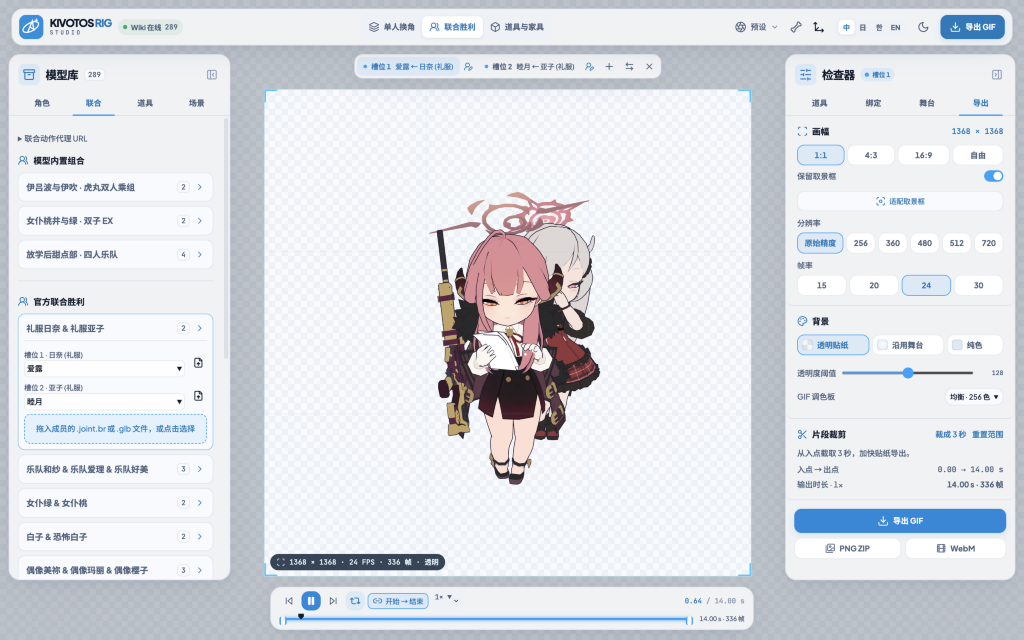 KIVOTOS RIG
STUDIO
Wiki 在线 289
单人换角
联合胜利
道具与家具
预设
中
日
한
EN
导出 GIF
模型库 289
角色
联合
道具
场景
联合动作代理 URL
模型内置组合
伊吕波与伊吹 · 虎丸双人乘组 2
女仆桃井与绿 · 双子 EX 2
放学后甜点部 · 四人乐队 4
官方联合胜利
礼服日奈 & 礼服亚子 2
槽位 1 · 日奈 (礼服)
爱露
槽位 2 · 亚子 (礼服)
睦月
拖入成员的 .joint.br 或 .glb 文件，或点击选择
乐队和纱 & 乐队爱理 & 乐队好美 3
女仆绿 & 女仆桃 2
白子 & 恐怖白子 2
偶像美祢 & 偶像玛丽 & 偶像樱子 3
槽位 1 爱露 ← 日奈 (礼服)
槽位 2 睦月 ← 亚子 (礼服)
1368 × 1368 · 24 FPS · 336 帧 · 透明
开始 → 结束
1×
0.64 / 14.00 s
14.00 s · 336 帧
检查器 槽位 1
道具
绑定
舞台
导出
画幅 1368 × 1368
1:1
4:3
16:9
自由
保留取景框
适配取景框
分辨率
原始精度
256
360
480
512
720
帧率
15
20
24
30
背景
透明贴纸
沿用舞台
纯色
透明度阈值 128
GIF 调色板 均衡 · 256 色
片段裁剪 裁成 3 秒 重置范围
从入点截取 3 秒，加快贴纸导出。
入点 → 出点 0.00 → 14.00 s
输出时长 · 1× 14.00 s · 336 帧
导出 GIF
PNG ZIP
WebM